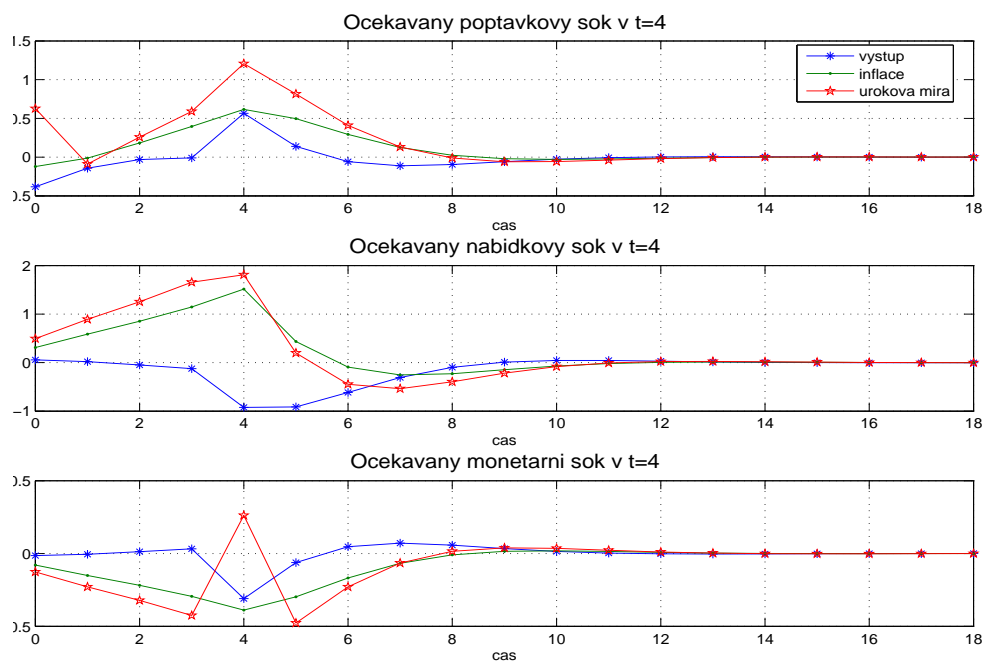 Ocekavany poptavkovy sok v t=4
1.5
1
0.5
0
0.5
0 2 4 6 8 10 12 14 16 18
cas
vystup
inflace
urokova mira
Ocekavany nabidkovy sok v t=4
2
1
0
−1
0 2 4 6 8 10 12 14 16 18
cas
Ocekavany monetarni sok v t=4
0.5
0
0.5
0 2 4 6 8 10 12 14 16 18
cas